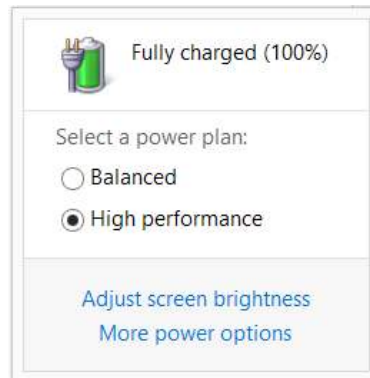 Fully charged (100%)
Select a power plan:
Balanced
High performance
Adjust screen brightness
More power options